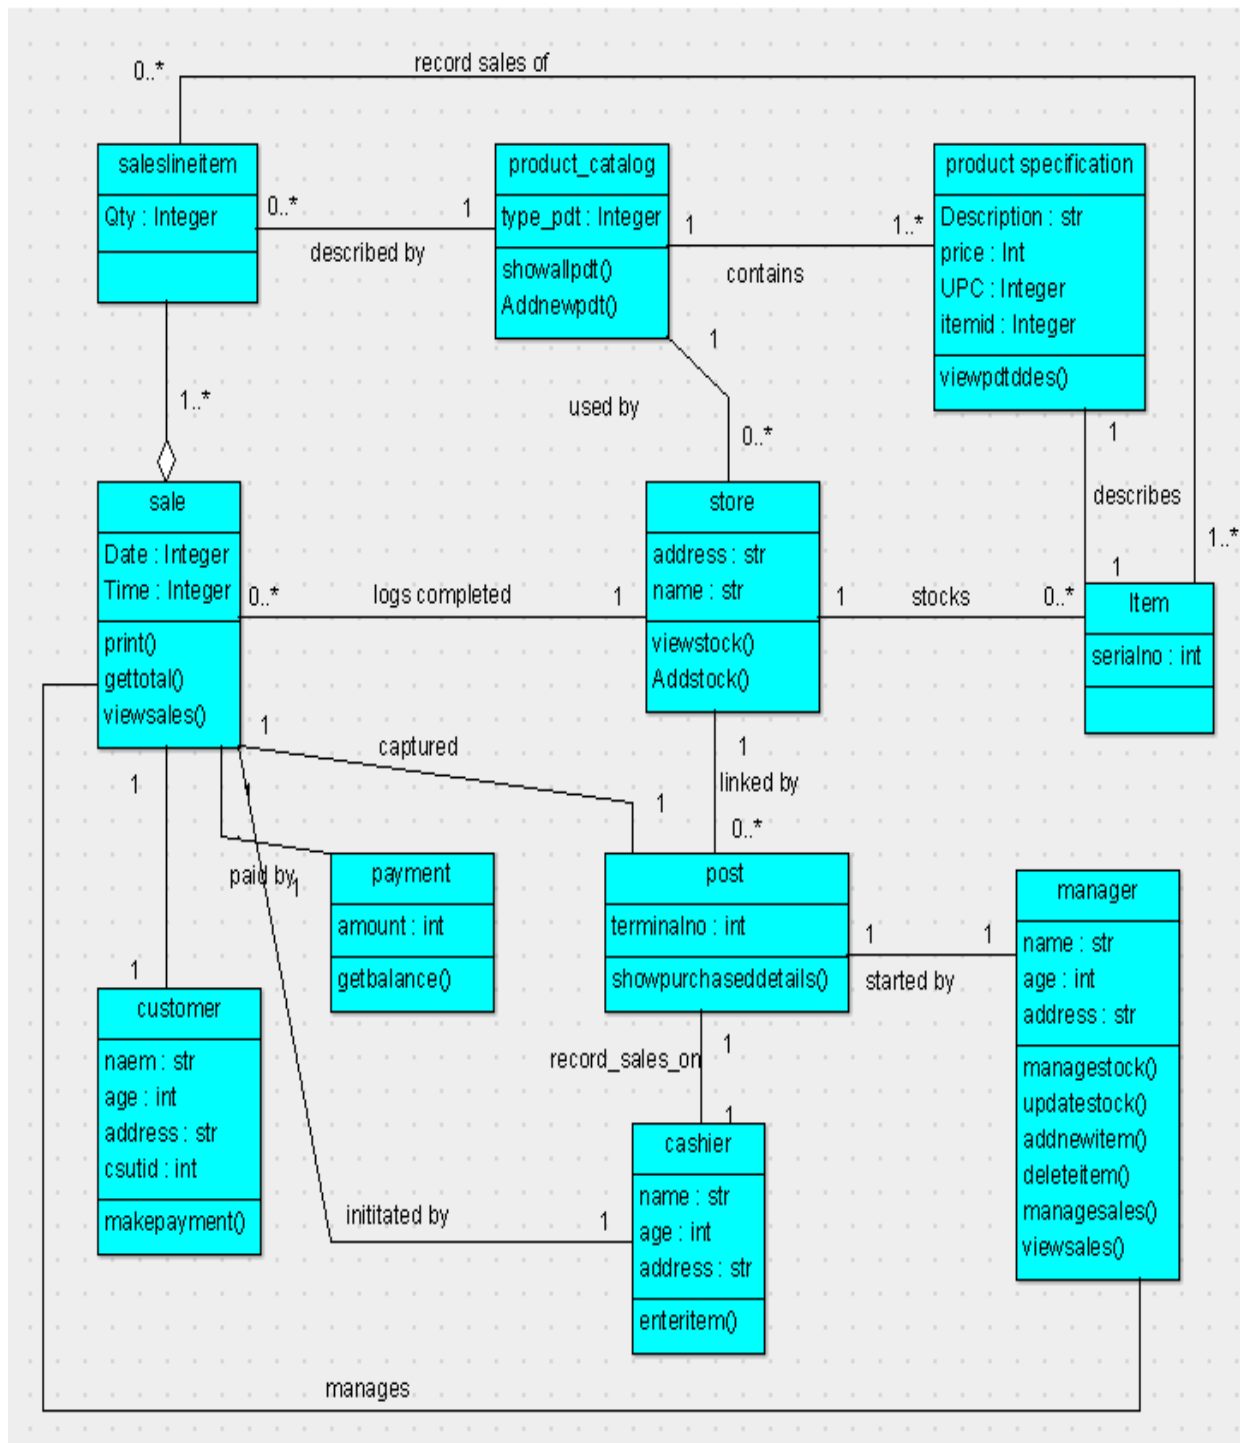 record sales of
0..*
saleslineitem
Qty : Integer
0..*
1
described by
product_catalog
type_pdt : Integer
showallpdt()
Addnewpdt()
1
1..*
contains
product specification
Description : str
price : Int
UPC : Integer
itemid : Integer
viewpdtddes()
1
used by
0..*
1..*
1
describes
1
1..*
sale
Date : Integer
Time : Integer
print()
gettotal()
viewsales()
0..*
logs completed
1
store
address : str
name : str
viewstock()
Addstock()
1
stocks
0..*
Item
serialno : int
1
captured
1
1
linked by
0..*
1
1
paid by
1
payment
amount : int
getbalance()
post
terminalno : int
showpurchaseddetails()
1
1
started by
manager
name : str
age : int
address : str
managestock()
updatestock()
addnewitem()
deleteitem()
managesales()
viewsales()
1
customer
naem : str
age : int
address : str
csutid : int
makepayment()
record_sales_on
1
1
inititated by
1
cashier
name : str
age : int
address : str
enteritem()
manages